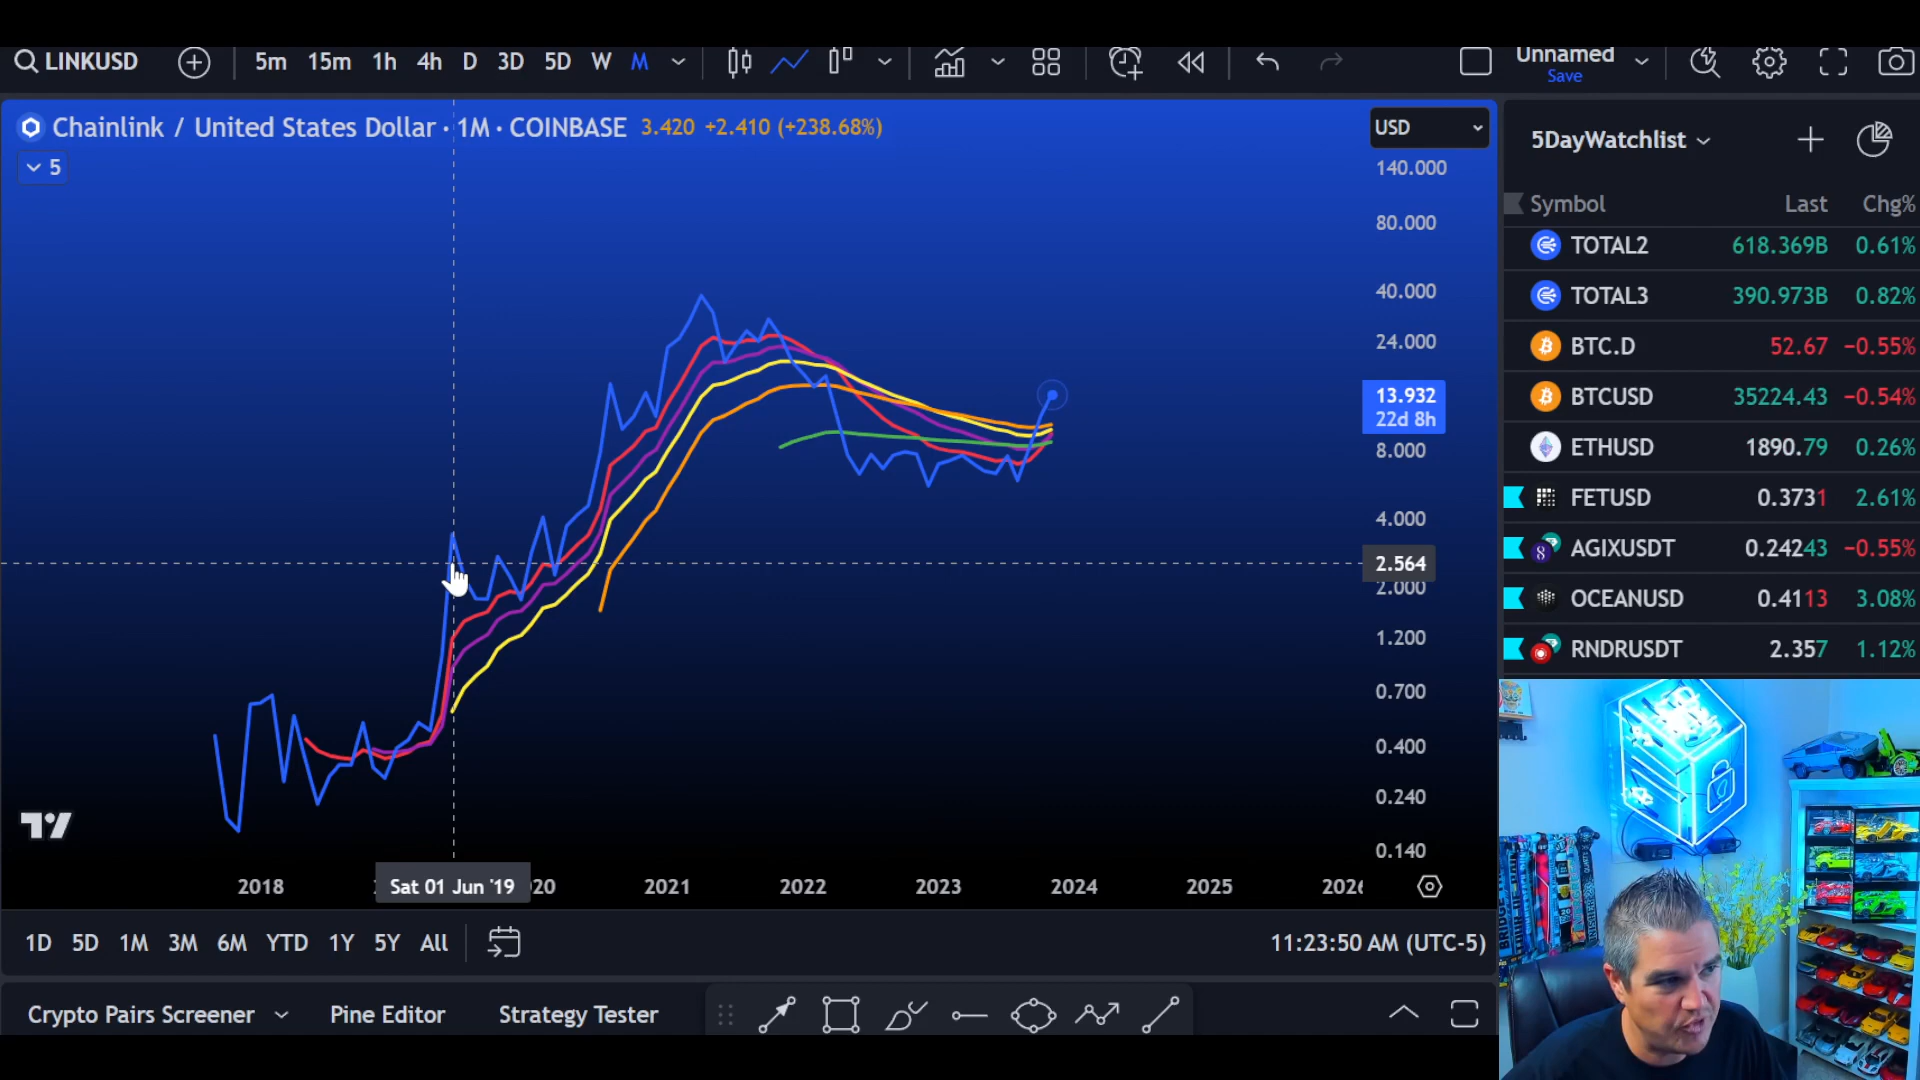 LINKUSD 5m 15m 1h 4h D 3D 5D W M Unnamed
Save
Chainlink / United States Dollar · 1M · COINBASE 3.420 +2.410 (+238.68%)
5
USD
140.000
80.000
40.000
24.000
13.932
22d 8h
8.000
4.000
2.564
2.000
1.200
0.700
0.400
0.240
0.140
2018 Sat 01 Jun '19 20 2021 2022 2023 2024 2025 2026
1D 5D 1M 3M 6M YTD 1Y 5Y All 11:23:50 AM (UTC-5)
Crypto Pairs Screener Pine Editor Strategy Tester
5DayWatchlist
Symbol Last Chg%
TOTAL2 618.369B 0.61%
TOTAL3 390.973B 0.82%
BTC.D 52.67 −0.55%
BTCUSD 35224.43 −0.54%
ETHUSD 1890.79 0.26%
FETUSD 0.3731 2.61%
AGIXUSDT 0.24243 −0.55%
OCEANUSD 0.4113 3.08%
RNDRUSDT 2.357 1.12%